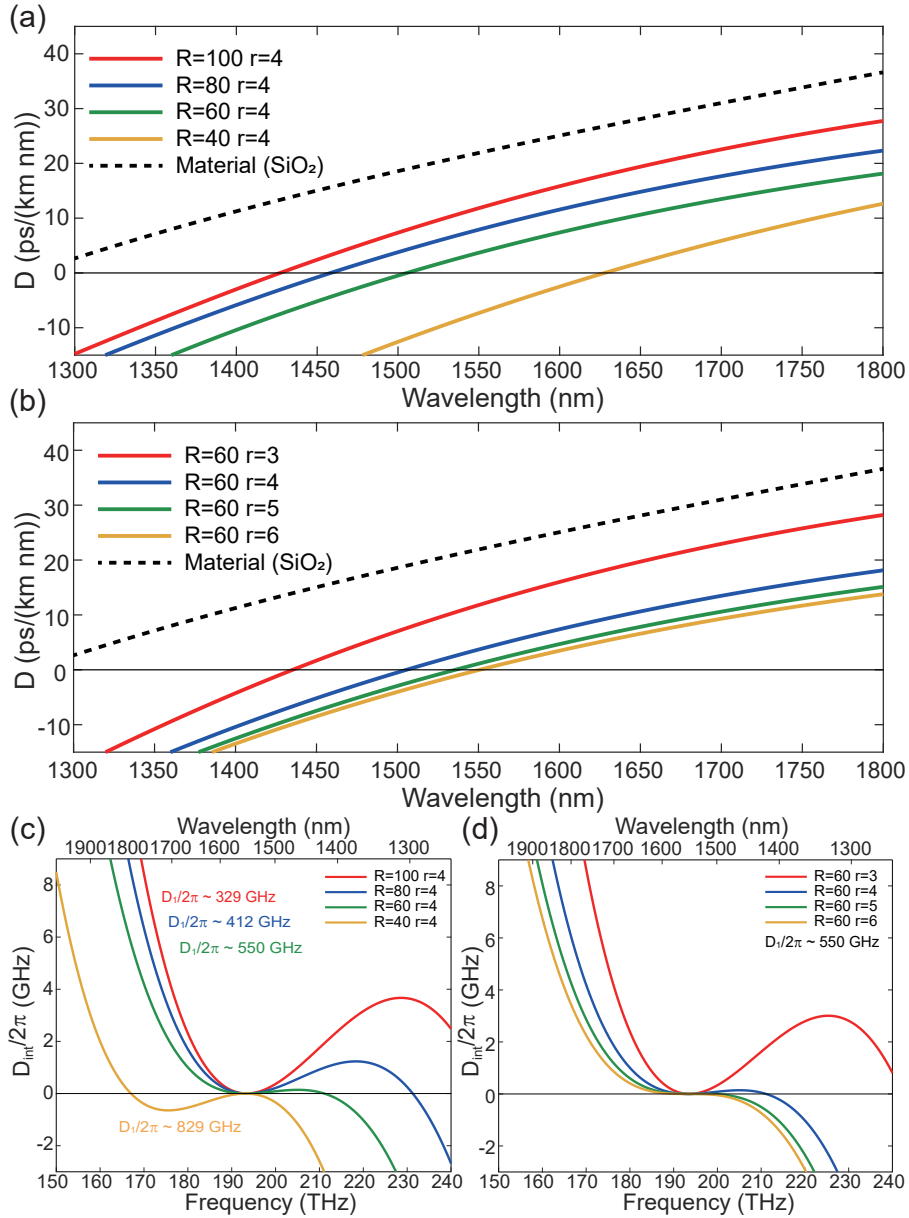 (a)
D (ps/(km nm))
40
30
20
10
0
-10
R=100 r=4
R=80 r=4
R=60 r=4
R=40 r=4
Material (SiO₂)
1300 1350 1400 1450 1500 1550 1600 1650 1700 1750 1800
Wavelength (nm)
(b)
D (ps/(km nm))
40
30
20
10
0
-10
R=60 r=3
R=60 r=4
R=60 r=5
R=60 r=6
Material (SiO₂)
1300 1350 1400 1450 1500 1550 1600 1650 1700 1750 1800
Wavelength (nm)
(c)
Wavelength (nm)
1900 1800 1700 1600 1500 1400 1300
Dint/2π (GHz)
8
6
4
2
0
-2
R=100 r=4
R=80 r=4
R=60 r=4
R=40 r=4
D₁/2π ~ 329 GHz
D₁/2π ~ 412 GHz
D₁/2π ~ 550 GHz
D₁/2π ~ 829 GHz
150 160 170 180 190 200 210 220 230 240
Frequency (THz)
(d)
Wavelength (nm)
1900 1800 1700 1600 1500 1400 1300
Dint/2π (GHz)
8
6
4
2
0
-2
R=60 r=3
R=60 r=4
R=60 r=5
R=60 r=6
D₁/2π ~ 550 GHz
150 160 170 180 190 200 210 220 230 240
Frequency (THz)